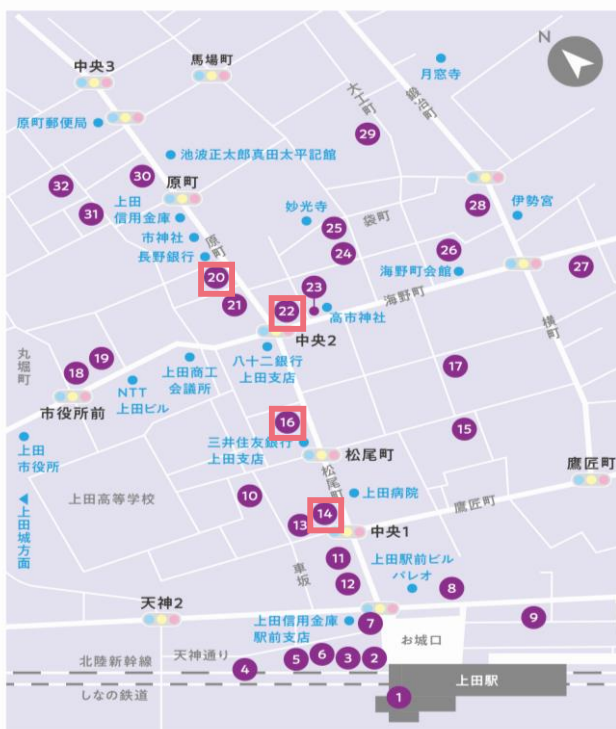 N
中央3
馬場町
月窓寺
大工町
鍛冶町
原町郵便局
29
池波正太郎真田太平記館
32
30
原町
31
上田
信用金庫
妙光寺
袋町
28
伊勢宮
市神社
原町
25
長野銀行
24
26
20
23
海野町会館
27
21
22
高市神社
海野町
横町
中央2
丸堀町
19
18
上田商工
会議所
八十二銀行
上田支店
17
NTT
上田ビル
市役所前
16
15
上田
市役所
三井住友銀行
上田支店
松尾町
鷹匠町
上田高等学校
10
松尾町
上田病院
鷹匠町
上田城方面
14
13
中央1
11
車坂
上田駅前ビル
パレオ
12
8
天神2
上田信用金庫
駅前支店
7
9
お城口
天神通り
北陸新幹線
4
5
6
3
2
上田駅
しなの鉄道
1